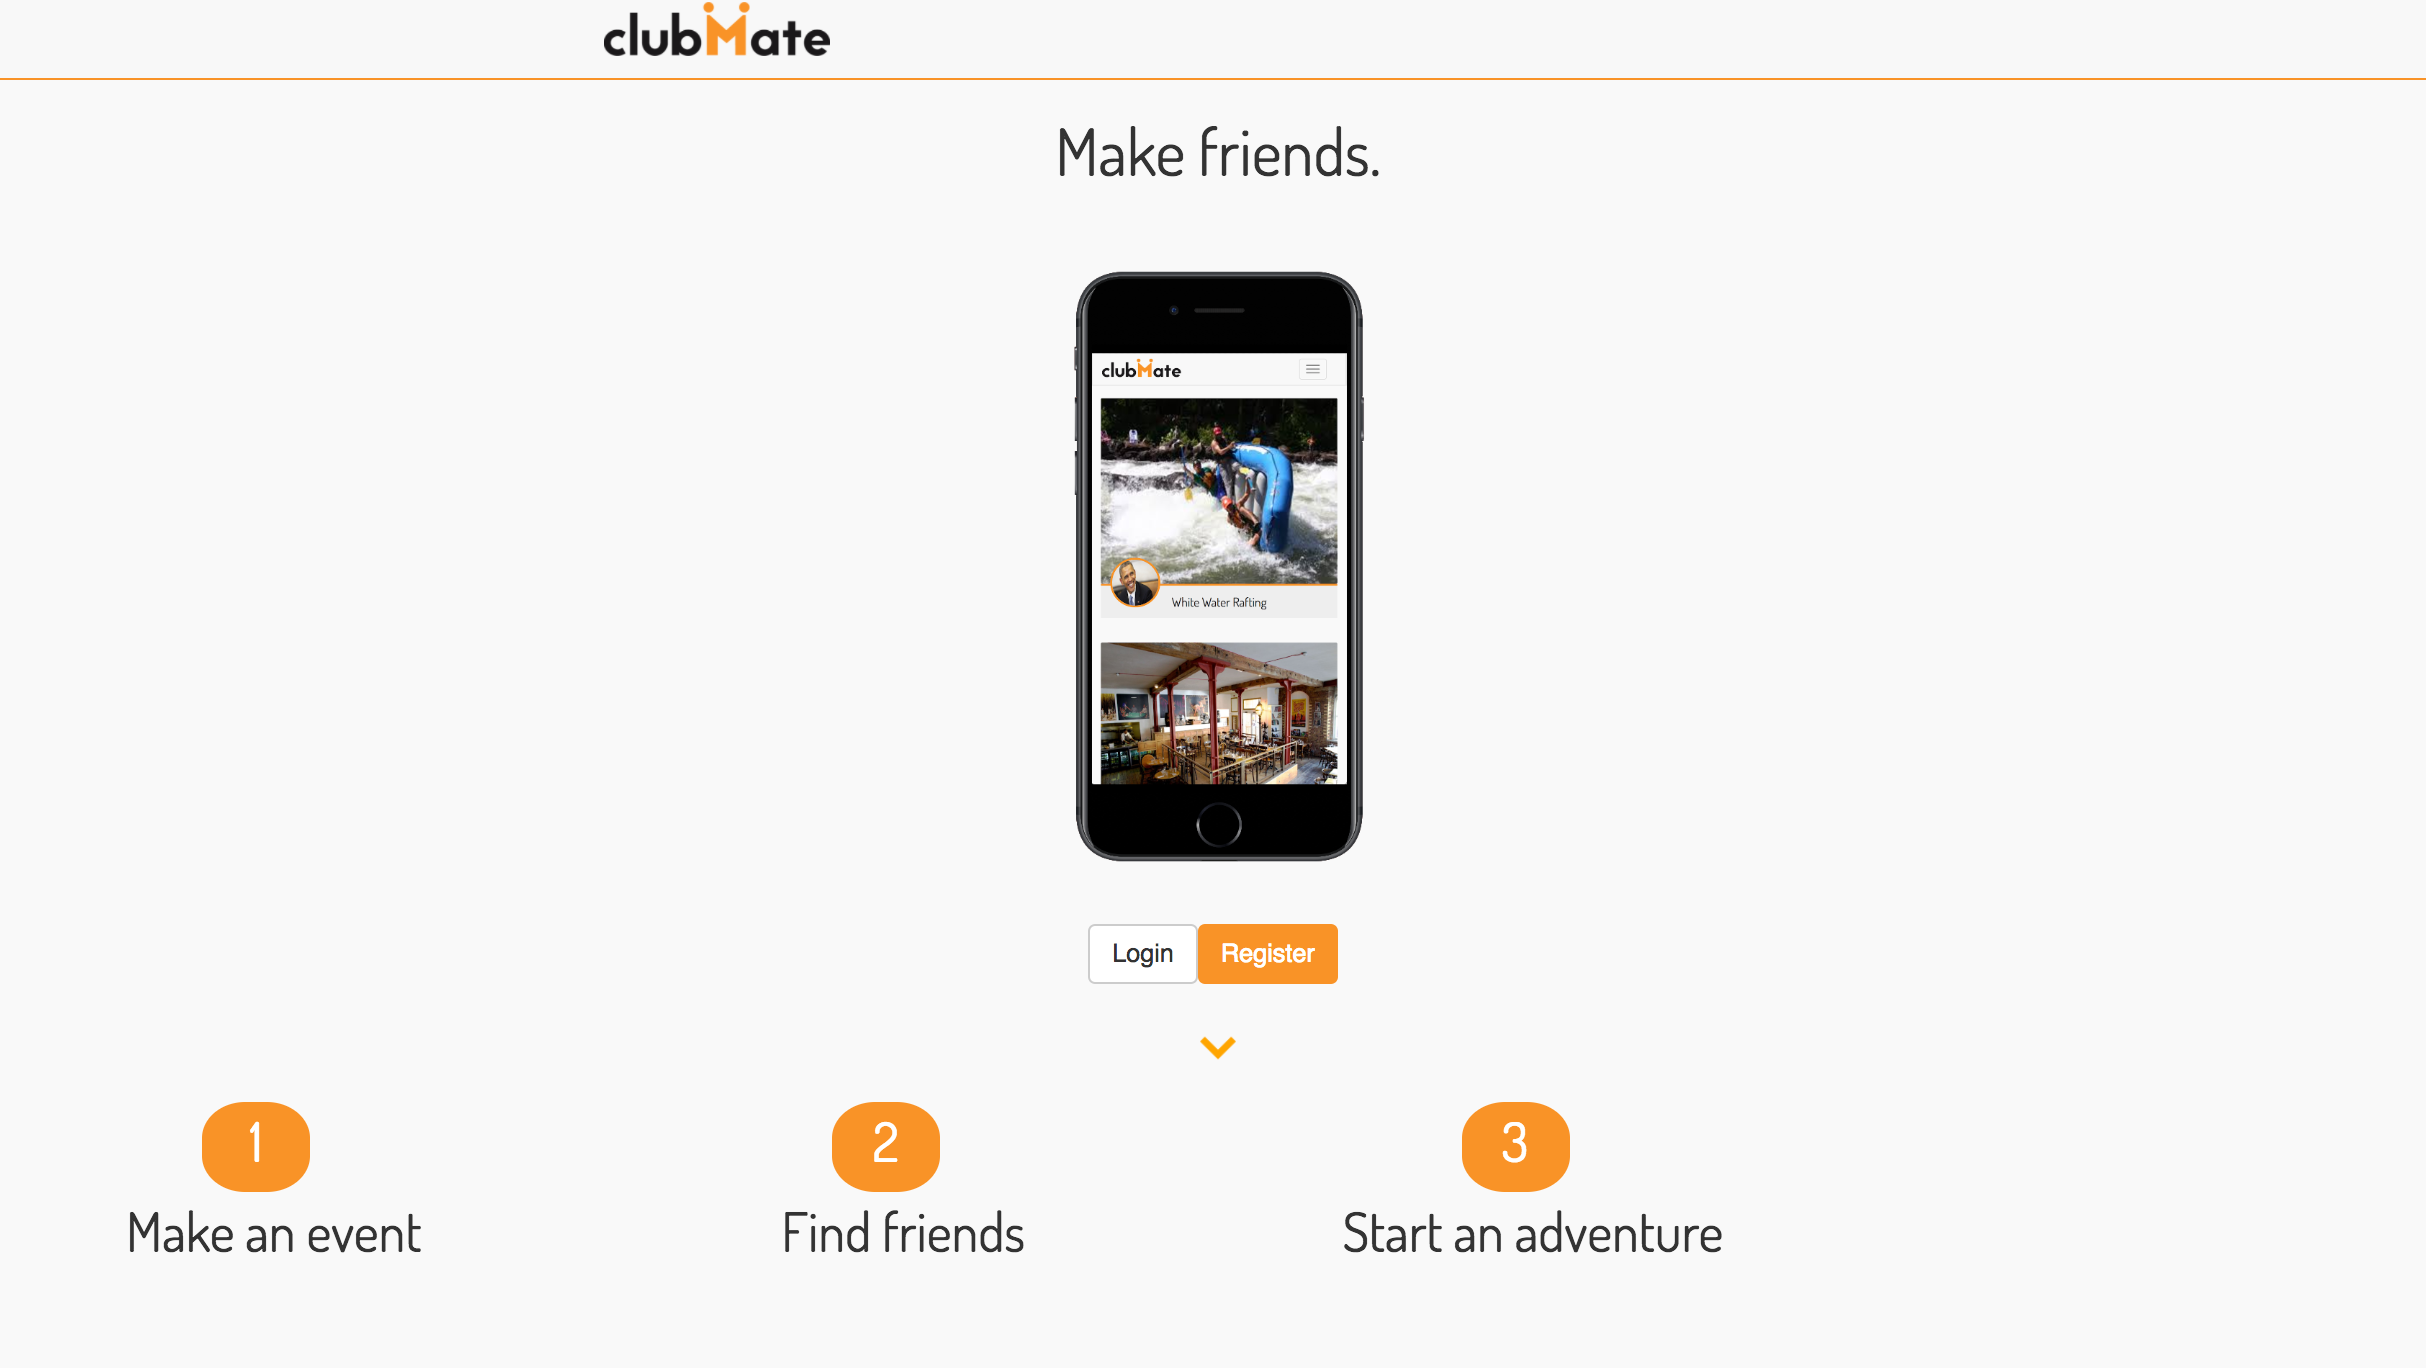 clubMate
Make friends.
clubMate
White Water Rafting
Login Register
1 2 3
Make an event Find friends Start an adventure